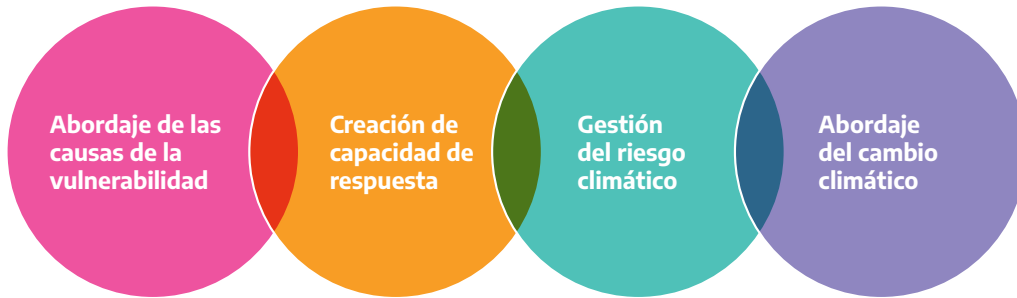 Abordaje de las
causas de la
vulnerabilidad
Creación de
capacidad de
respuesta
Gestión
del riesgo
climático
Abordaje
del cambio
climático